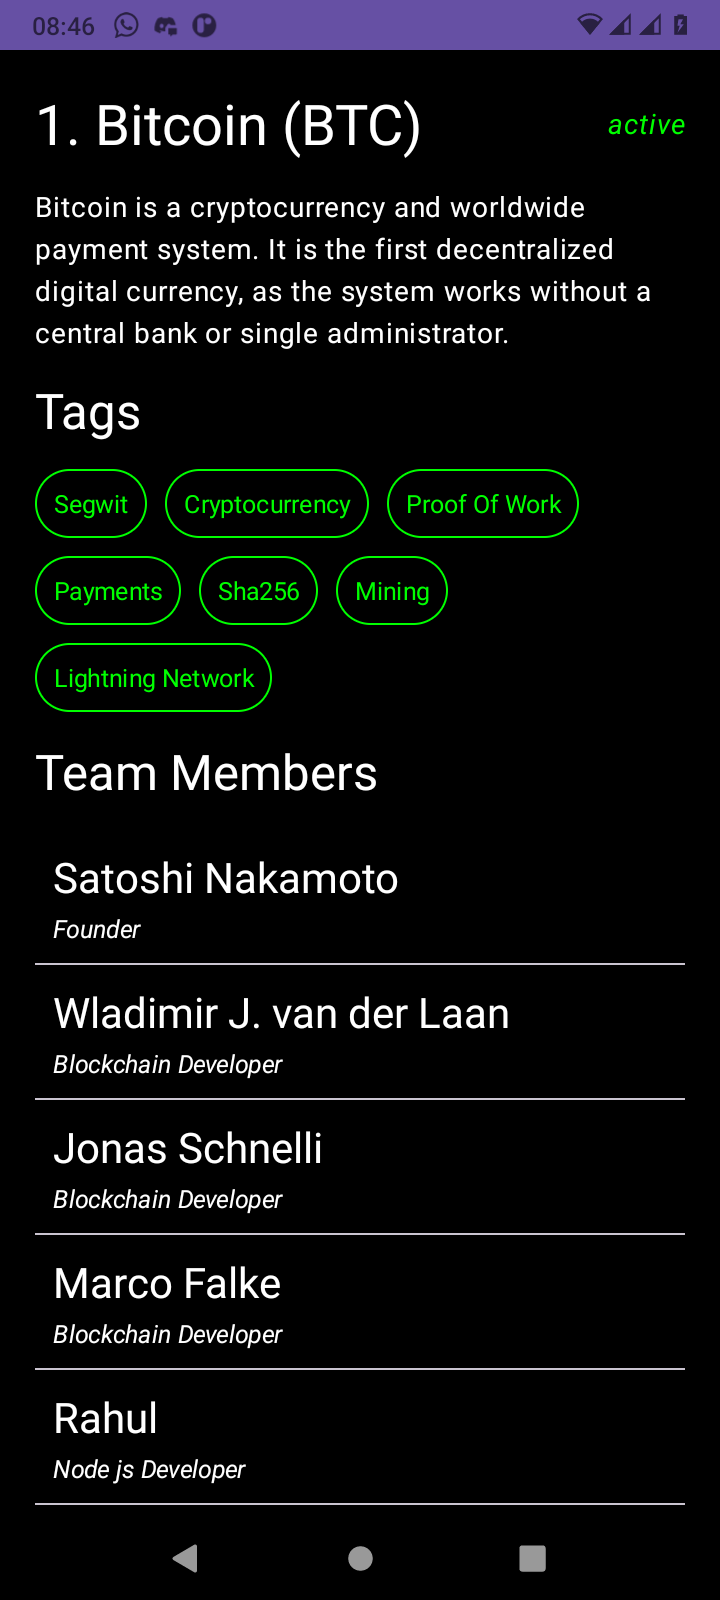 08:46
1. Bitcoin (BTC) active
Bitcoin is a cryptocurrency and worldwide
payment system. It is the first decentralized
digital currency, as the system works without a
central bank or single administrator.
Tags
Segwit Cryptocurrency Proof Of Work
Payments Sha256 Mining
Lightning Network
Team Members
Satoshi Nakamoto
Founder
Wladimir J. van der Laan
Blockchain Developer
Jonas Schnelli
Blockchain Developer
Marco Falke
Blockchain Developer
Rahul
Node js Developer